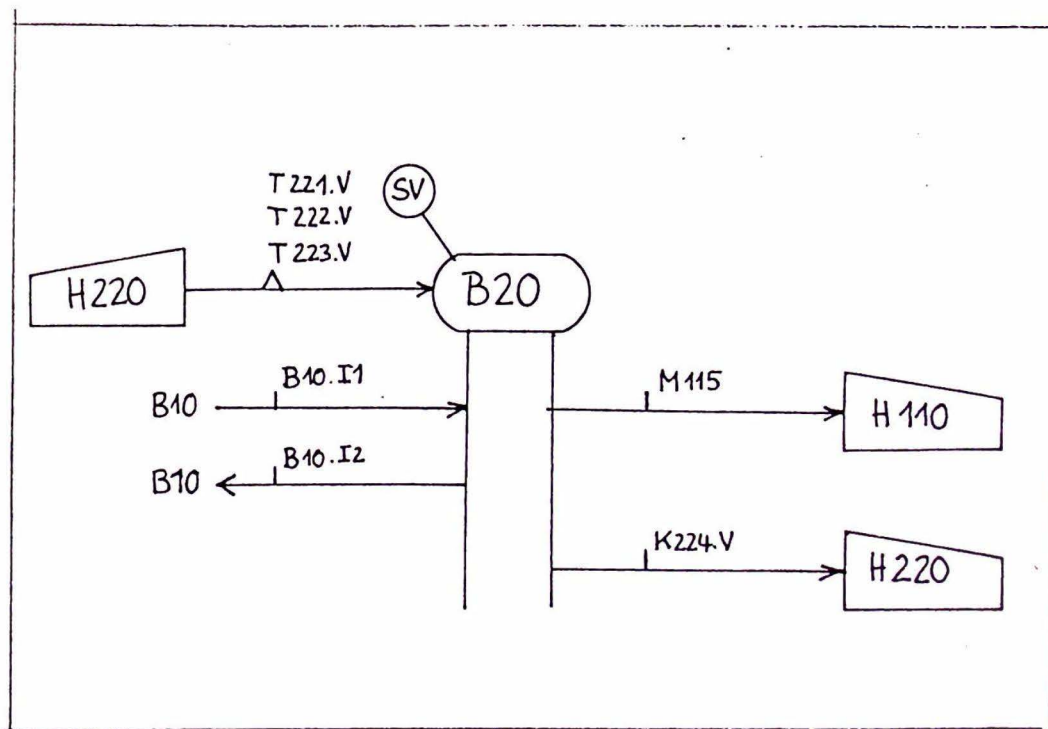 T221.V
T222.V
T223.V
SV
H220
B20
B10
B10.I1
M115
H110
B10
B10.I2
K224.V
H220